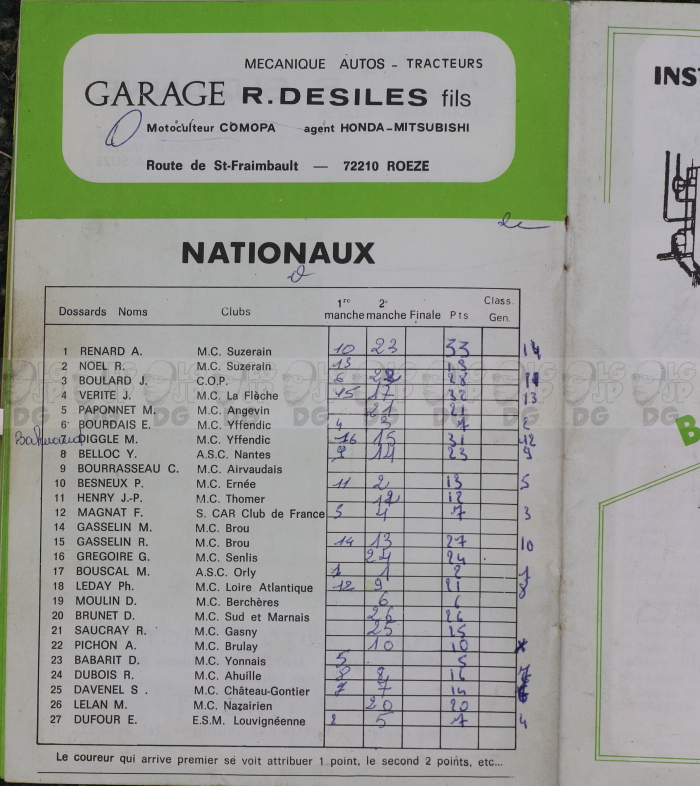 MECANIQUE AUTOS - TRACTEURS
GARAGE R.DESILES fils
Motoculteur COMOPA agent HONDA-MITSUBISHI
Route de St-Fraimbault — 72210 ROEZE
INS
NATIONAUX
Dossards Noms Clubs 1re manche 2e manche Finale Pts Class. Gen.
1 RENARD A. M.C. Suzerain 10 23 33 14
2 NOEL R. M.C. Suzerain 13 13
3 BOULARD J. C.O.P. 6 28
4 VERITE J. M.C. La Flèche 15 17 32 13
5 PAPONNET M. M.C. Angevin 21 21
6 BOURDAIS E. M.C. Yffendic 4 3 7 2
DIGGLE M. M.C. Yffendic 16 15 31 12
8 BELLOC Y. A.S.C. Nantes 9 14 23 9
9 BOURRASSEAU C. M.C. Airvaudais
10 BESNEUX P. M.C. Ernée 11 2 13 5
11 HENRY J.-P. M.C. Thomer 12 12
12 MAGNAT F. S. CAR Club de France 3 4 7 3
14 GASSELIN M. M.C. Brou
15 GASSELIN R. M.C. Brou 14 13 27 10
16 GREGOIRE G. M.C. Senlis 24 24
17 BOUSCAL M. A.S.C. Orly 1 1 2 1
18 LEDAY Ph. M.C. Loire Atlantique 12 9 21 8
19 MOULIN D. M.C. Berchères 6 6
20 BRUNET D. M.C. Sud et Marnais 26 26
21 SAUCRAY R. M.C. Gasny 25 25
22 PICHON A. M.C. Brulay 10 10
23 BABARIT D. M.C. Yonnais 5 5
24 DUBOIS R. M.C. Ahuille 8 8 16 7
25 DAVENEL S . M.C. Château-Gontier 7 7 14
26 LELAN M. M.C. Nazairien 20 20
27 DUFOUR E. E.S.M. Louvignéenne 2 5 7 4
Le coureur qui arrive premier se voit attribuer 1 point, le second 2 points, etc...
B